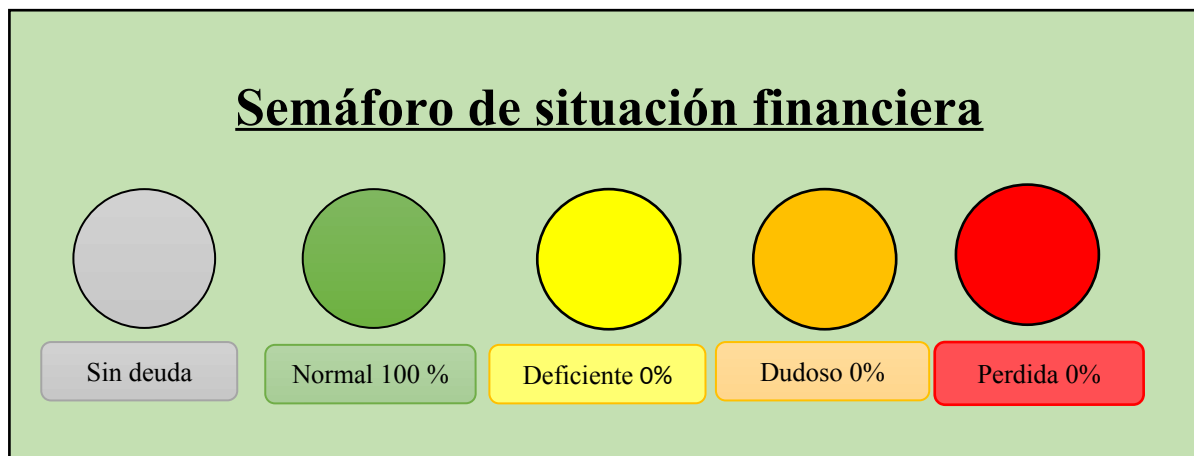 Semáforo de situación financiera
Sin deuda
Normal 100 %
Deficiente 0%
Dudoso 0%
Perdida 0%